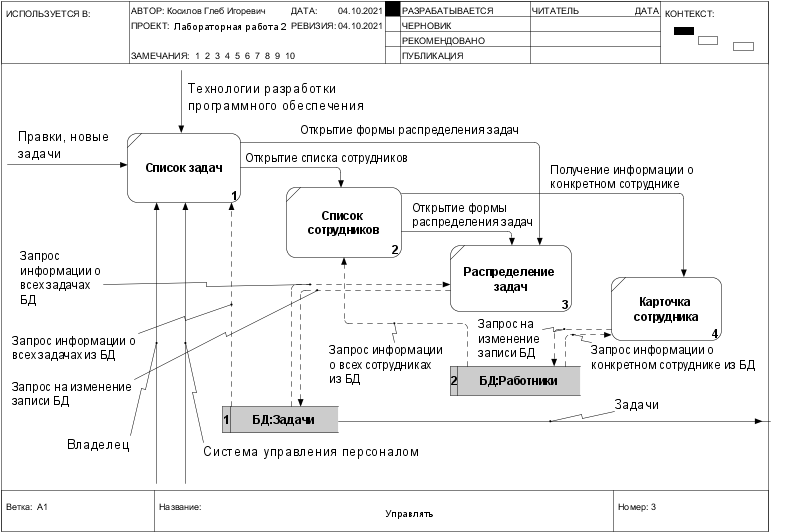 ИСПОЛЬЗУЕТСЯ В:
АВТОР: Косилов Глеб Игоревич
ДАТА: 04.10.2021
ПРОЕКТ: Лабораторная работа 2
РЕВИЗИЯ: 04.10.2021
ЗАМЕЧАНИЯ: 1 2 3 4 5 6 7 8 9 10
РАЗРАБАТЫВАЕТСЯ
ЧЕРНОВИК
РЕКОМЕНДОВАНО
ПУБЛИКАЦИЯ
ЧИТАТЕЛЬ
ДАТА
КОНТЕКСТ:
Технологии разработки
программного обеспечения
Правки, новые
задачи
Открытие формы распределения задач
Список задач
1
Открытие списка сотрудников
Получение информации о
конкретном сотруднике
Список
сотрудников
2
Открытие формы
распределения задач
Запрос
информации о
всех задачах
БД
Распределение
задач
3
Карточка
сотрудника
4
Запрос информации о
всех задачах из БД
Запрос информации
о всех сотрудниках
из БД
Запрос на
изменение
записи БД
Запрос информации о
конкретном сотруднике из БД
Запрос на изменение
записи БД
2 БД:Работники
1 БД:Задачи
Задачи
Владелец
Система управления персоналом
Ветка: A1
Название:
Управлять
Номер: 3